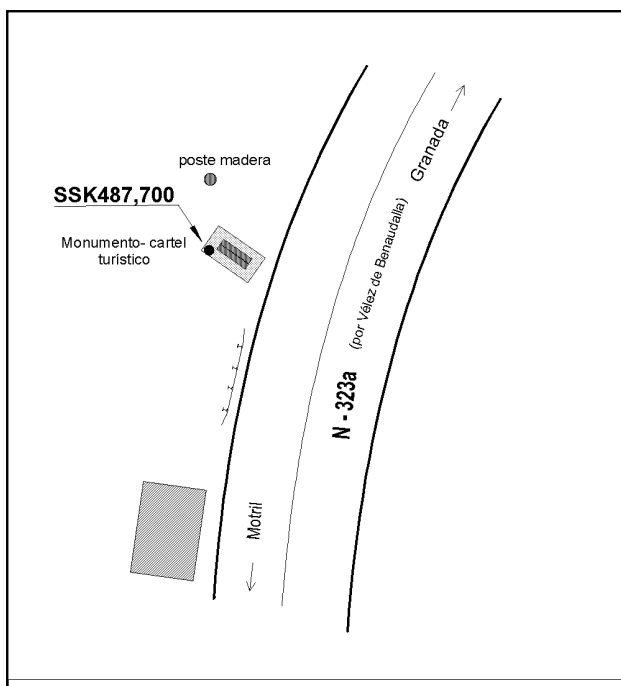 poste madera
SSK487,700
Monumento- cartel
turístico
Granada
(por Vélez de Benaudalla)
N - 323a
Motril